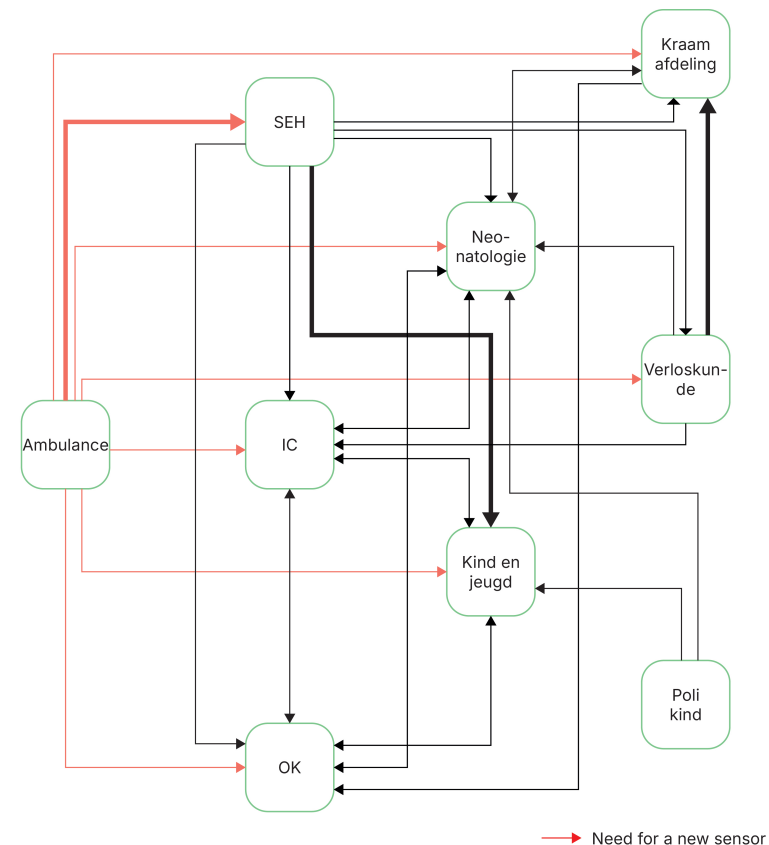 Kraam
afdeling
SEH
Neo-
natologie
Verloskun-
de
Ambulance
IC
Kind en
jeugd
Poli
kind
OK
Need for a new sensor